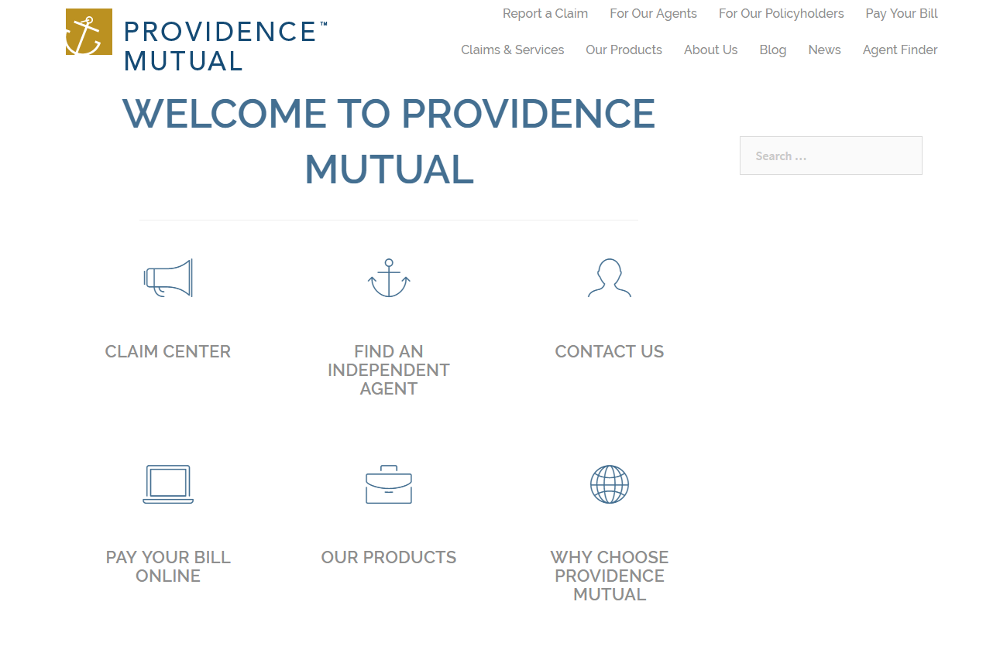 PROVIDENCE™
MUTUAL
Report a Claim For Our Agents For Our Policyholders Pay Your Bill
Claims & Services Our Products About Us Blog News Agent Finder
WELCOME TO PROVIDENCE
MUTUAL
Search ...
CLAIM CENTER
FIND AN
INDEPENDENT
AGENT
CONTACT US
PAY YOUR BILL
ONLINE
OUR PRODUCTS
WHY CHOOSE
PROVIDENCE
MUTUAL